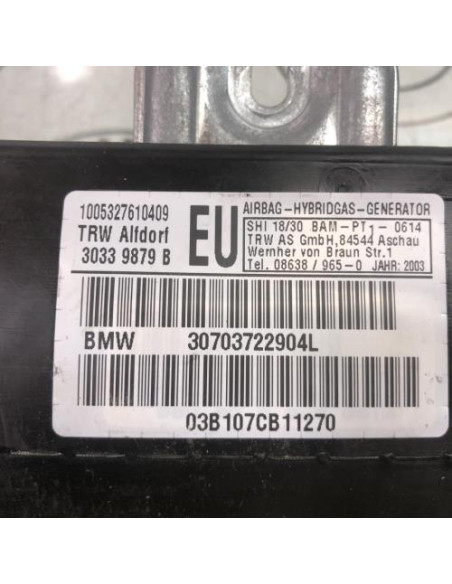 1005327610409
TRW Alfdorf
3033 9879 B
EU
AIRBAG-HYBRIDGAS-GENERATOR
SHI 18/30 BAM-PT1-0614
TRW AS GmbH,84544 Aschau
Wernher von Braun Str.1
Tel. 08638/965-0 JAHR: 2003
BMW 30703722904L
03B107CB11270